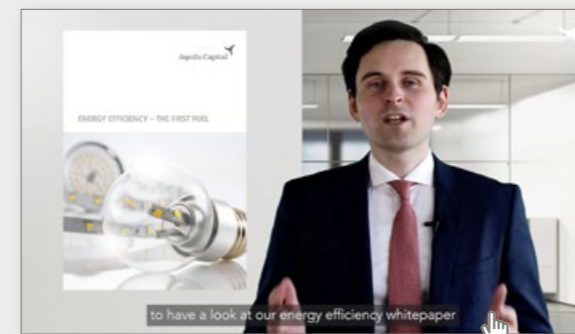 Aquila Capital
ENERGY EFFICIENCY – THE FIRST FUEL
to have a look at our energy efficiency whitepaper